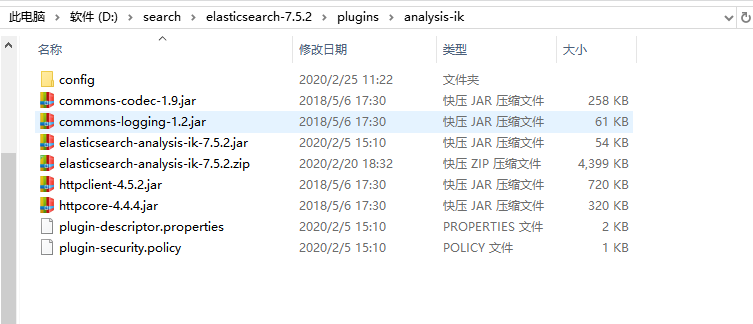 此电脑 > 软件 (D:) > search > elasticsearch-7.5.2 > plugins > analysis-ik
名称 修改日期 类型 大小
config 2020/2/25 11:22 文件夹
commons-codec-1.9.jar 2018/5/6 17:30 快压 JAR 压缩文件 258 KB
commons-logging-1.2.jar 2018/5/6 17:30 快压 JAR 压缩文件 61 KB
elasticsearch-analysis-ik-7.5.2.jar 2020/2/5 15:10 快压 JAR 压缩文件 54 KB
elasticsearch-analysis-ik-7.5.2.zip 2020/2/20 18:32 快压 ZIP 压缩文件 4,399 KB
httpclient-4.5.2.jar 2018/5/6 17:30 快压 JAR 压缩文件 720 KB
httpcore-4.4.4.jar 2018/5/6 17:30 快压 JAR 压缩文件 320 KB
plugin-descriptor.properties 2020/2/5 15:10 PROPERTIES 文件 2 KB
plugin-security.policy 2020/2/5 15:10 POLICY 文件 1 KB